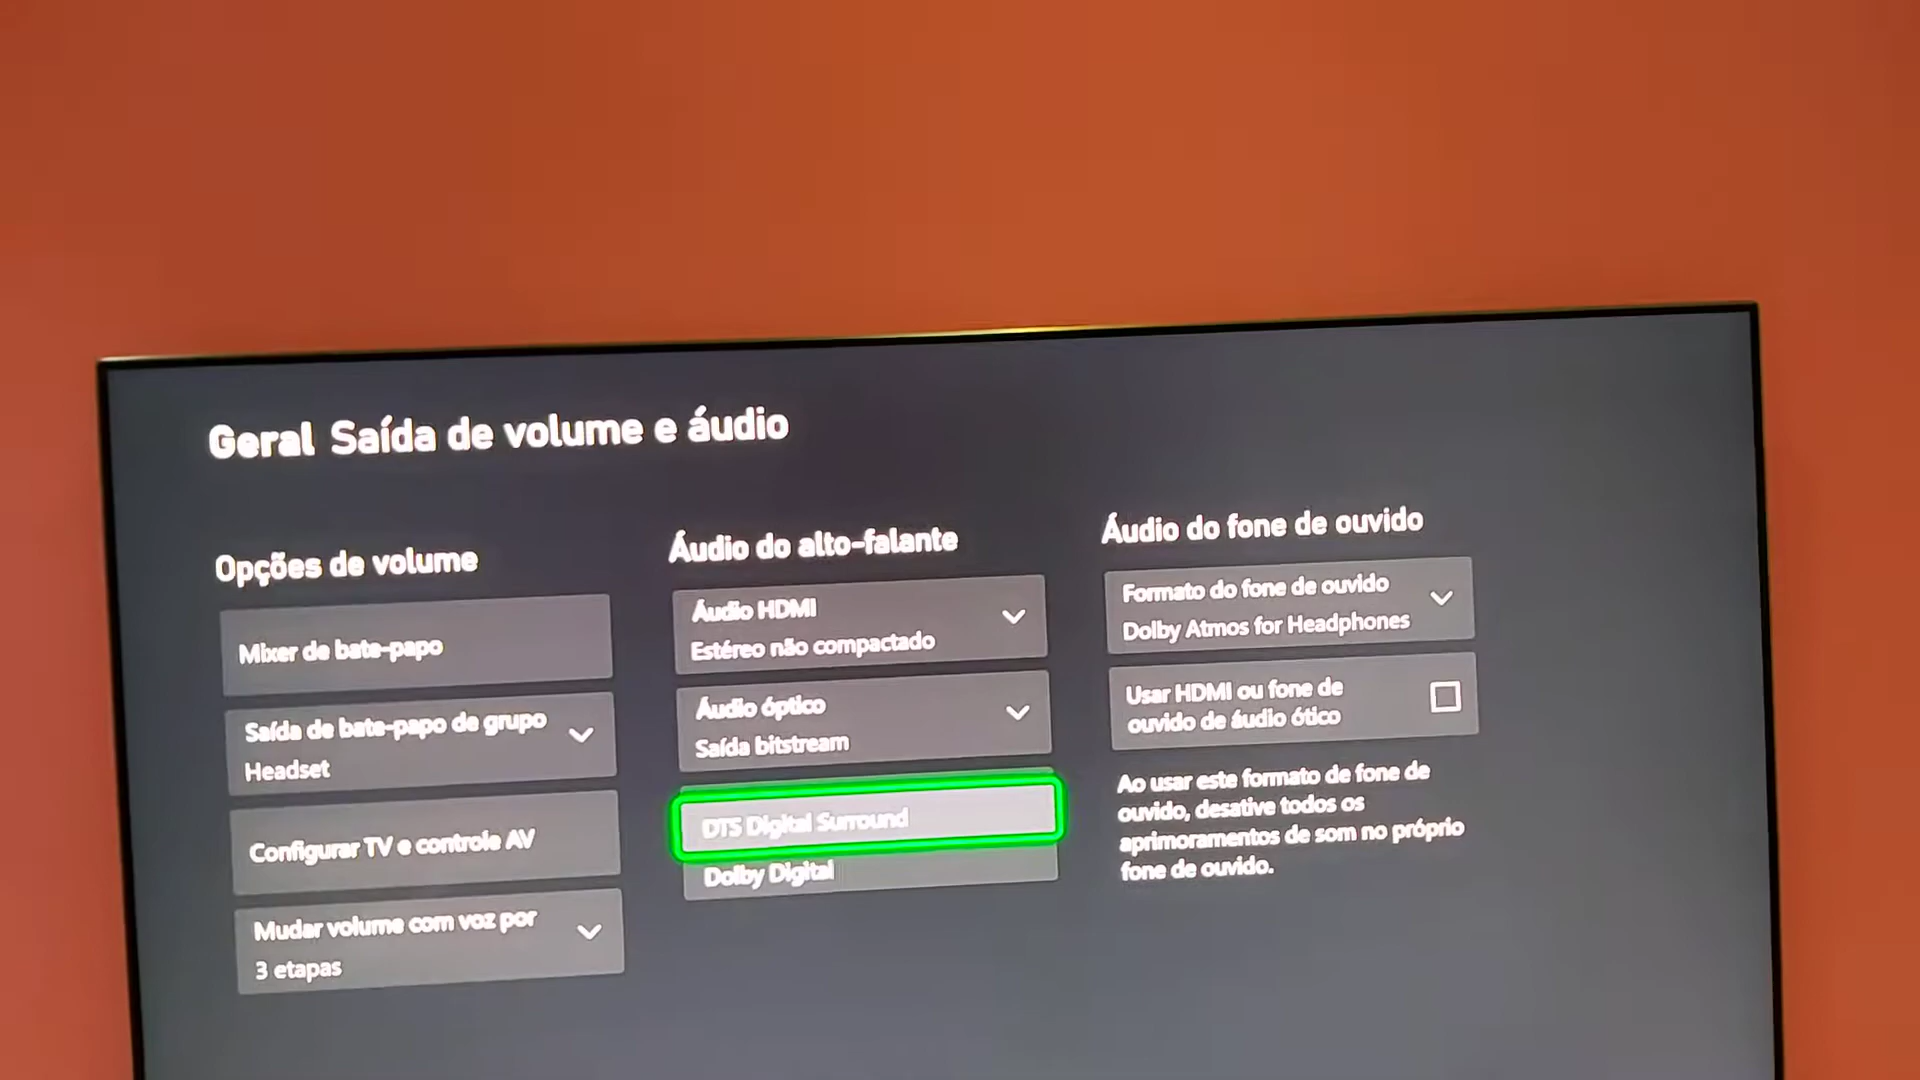 Geral Saída de volume e áudio
Opções de volume
Mixer de bate-papo
Saída de bate-papo de grupo
Headset
Configurar TV e controle AV
Mudar volume com voz por
3 etapas
Áudio do alto-falante
Áudio HDMI
Estéreo não compactado
Áudio óptico
Saída bitstream
DTS Digital Surround
Dolby Digital
Áudio do fone de ouvido
Formato do fone de ouvido
Dolby Atmos for Headphones
Usar HDMI ou fone de
ouvido de áudio ótico
Ao usar este formato de fone de
ouvido, desative todos os
aprimoramentos de som no próprio
fone de ouvido.